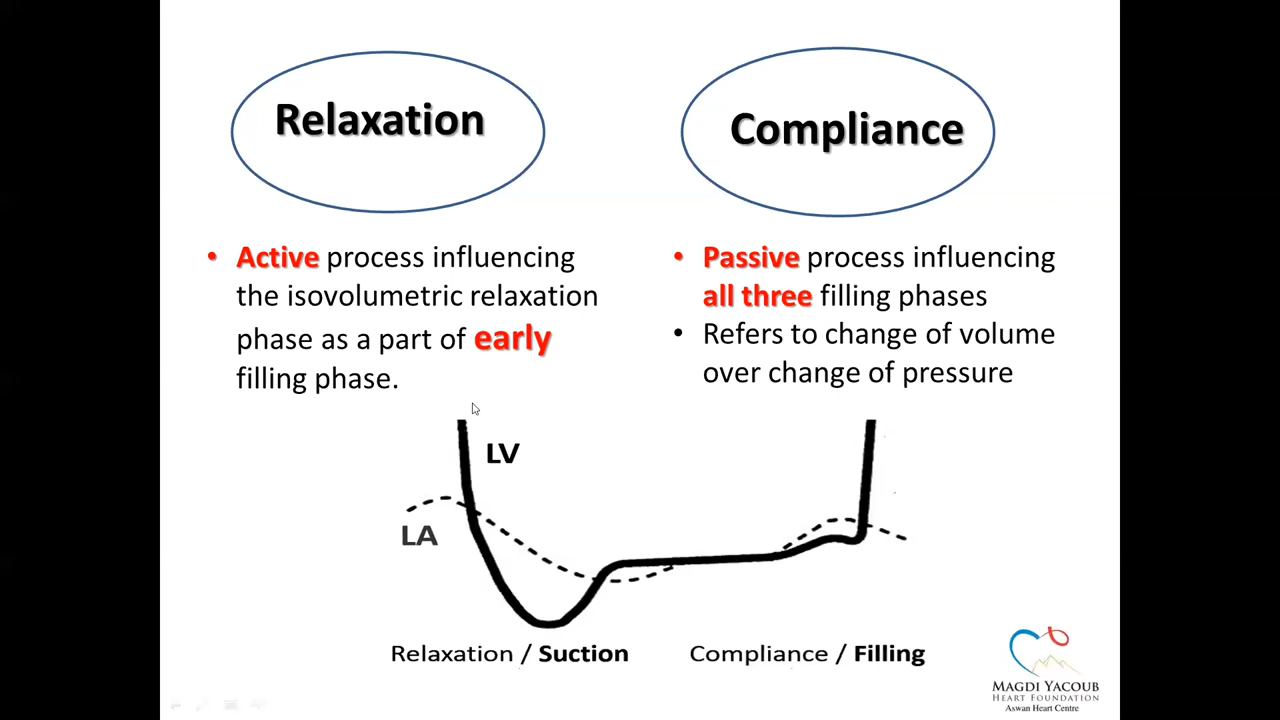 Relaxation
Compliance
• Active process influencing
the isovolumetric relaxation
phase as a part of early
filling phase.
• Passive process influencing
all three filling phases
• Refers to change of volume
over change of pressure
LV
LA
Relaxation / Suction
Compliance / Filling
MAGDI YACOUB
HEART FOUNDATION
Aswan Heart Centre